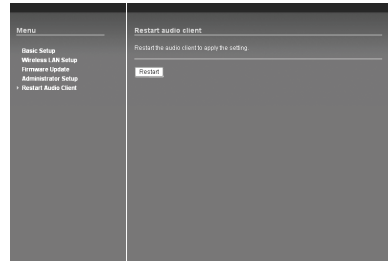 Menu
Basic Setup
Wireless LAN Setup
Firmware Update
Administrator Setup
Restart Audio Client
Restart audio client
Restart the audio client to apply the setting.
Restart